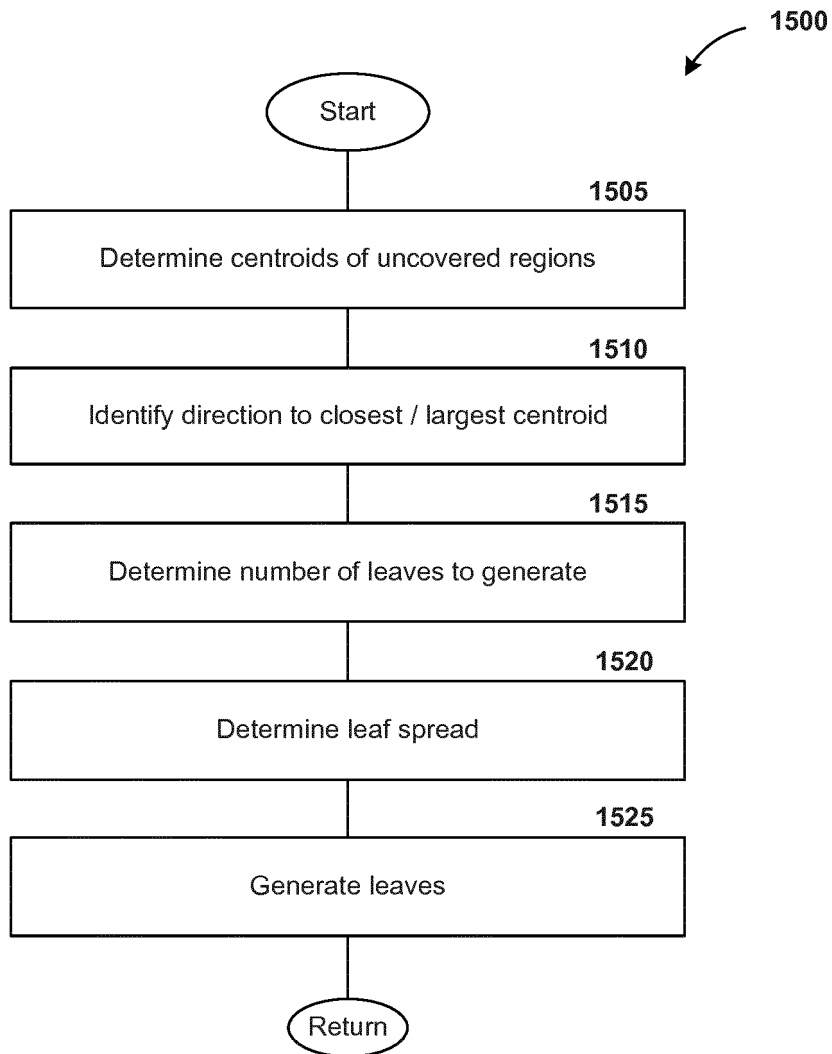 1500
Start
1505
Determine centroids of uncovered regions
1510
Identify direction to closest / largest centroid
1515
Determine number of leaves to generate
1520
Determine leaf spread
1525
Generate leaves
Return